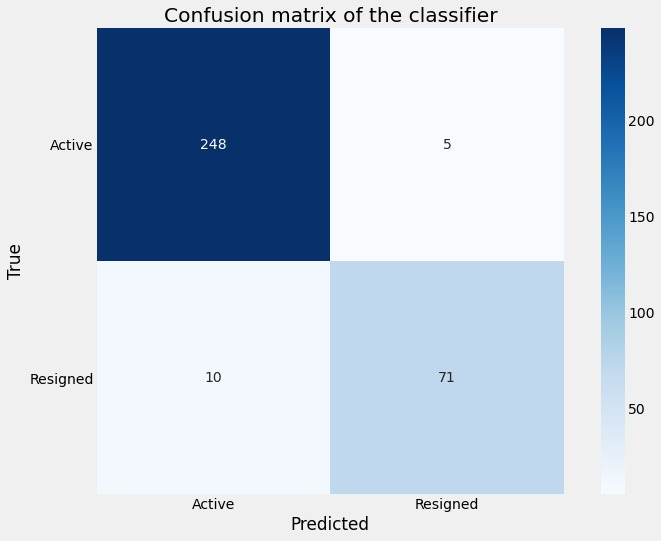 Confusion matrix of the classifier
Active
248
5
200
150
True
100
Resigned
10
71
50
Active
Resigned
Predicted